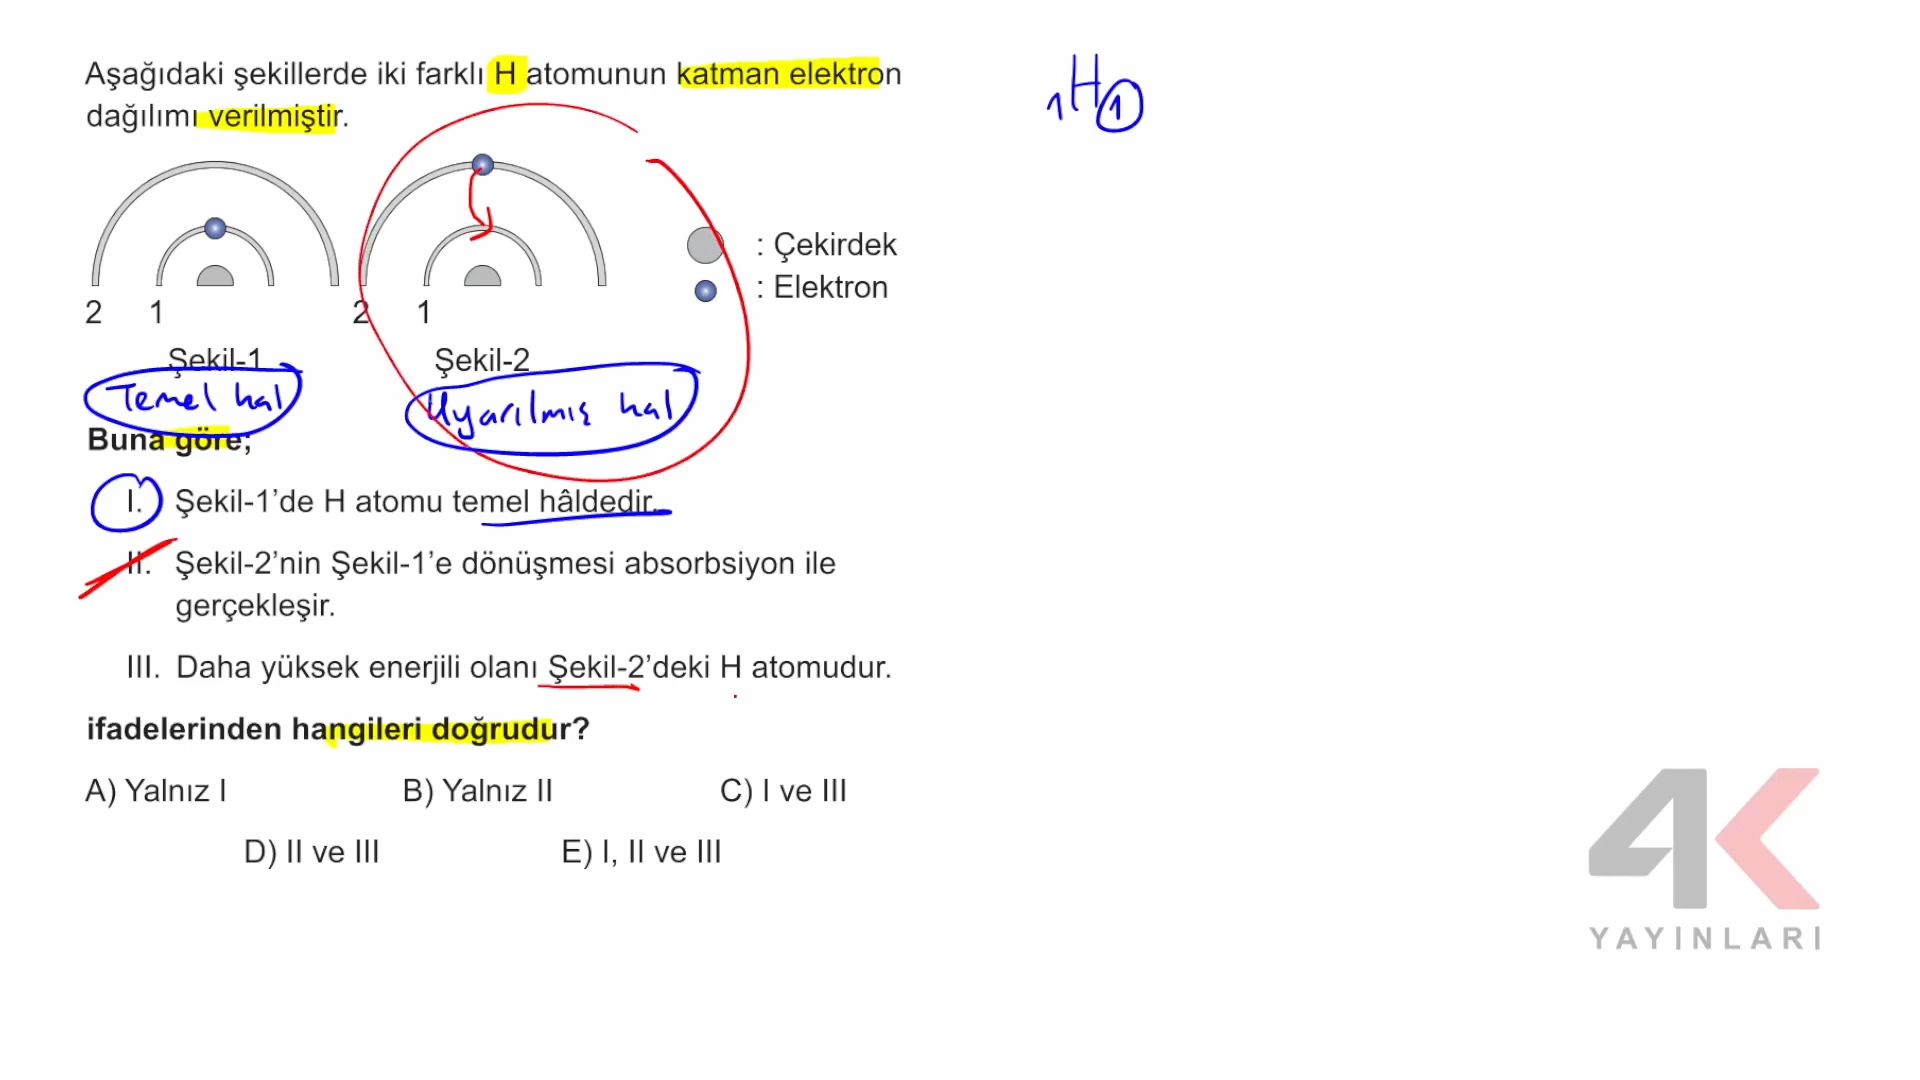 Aşağıdaki şekillerde iki farklı H atomunun katman elektron
dağılımı verilmiştir.
₁H₁
: Çekirdek
: Elektron
2 1 2 1
Şekil-1 Şekil-2
Temel hal Uyarılmış hal
Buna göre;
I. Şekil-1’de H atomu temel hâldedir.
II. Şekil-2’nin Şekil-1’e dönüşmesi absorbsiyon ile
gerçekleşir.
III. Daha yüksek enerjili olanı Şekil-2’deki H atomudur.
ifadelerinden hangileri doğrudur?
A) Yalnız I B) Yalnız II C) I ve III
D) II ve III E) I, II ve III
4K
YAYINLARI